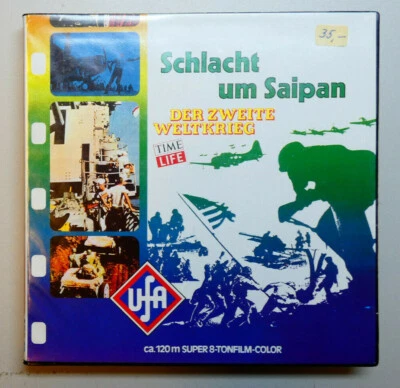 35,-
Schlacht
um Saipan
DER ZWEITE
WELTKRIEG
TIME
LIFE
UFA
ca. 120 m SUPER 8-TONFILM-COLOR